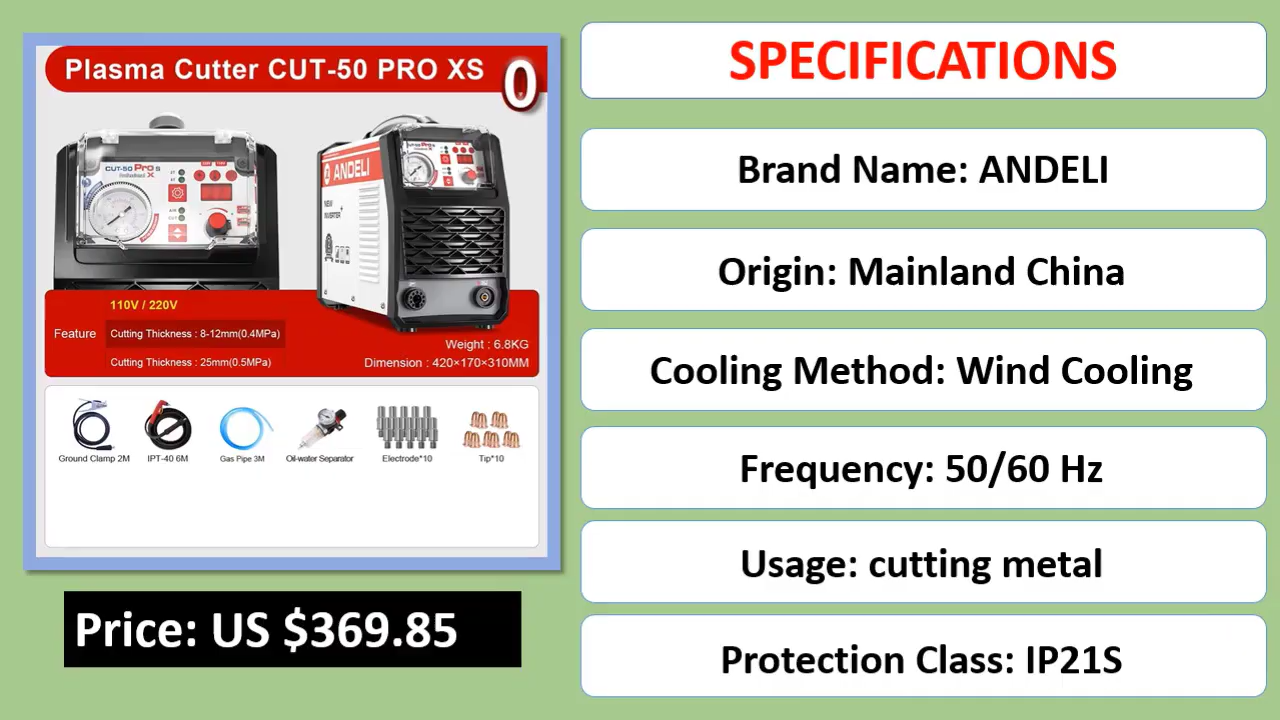 Plasma Cutter CUT-50 PRO XS
0
CUT-50 Pro S
ANDELI
NEW
INVERTER
110V / 220V
Feature
Cutting Thickness : 8-12mm(0.4MPa)
Cutting Thickness : 25mm(0.5MPa)
Weight : 6.8KG
Dimension : 420×170×310MM
Ground Clamp 2M
IPT-40 6M
Gas Pipe 3M
Oil-water Separator
Electrode*10
Tip*10
Price: US $369.85
SPECIFICATIONS
Brand Name: ANDELI
Origin: Mainland China
Cooling Method: Wind Cooling
Frequency: 50/60 Hz
Usage: cutting metal
Protection Class: IP21S